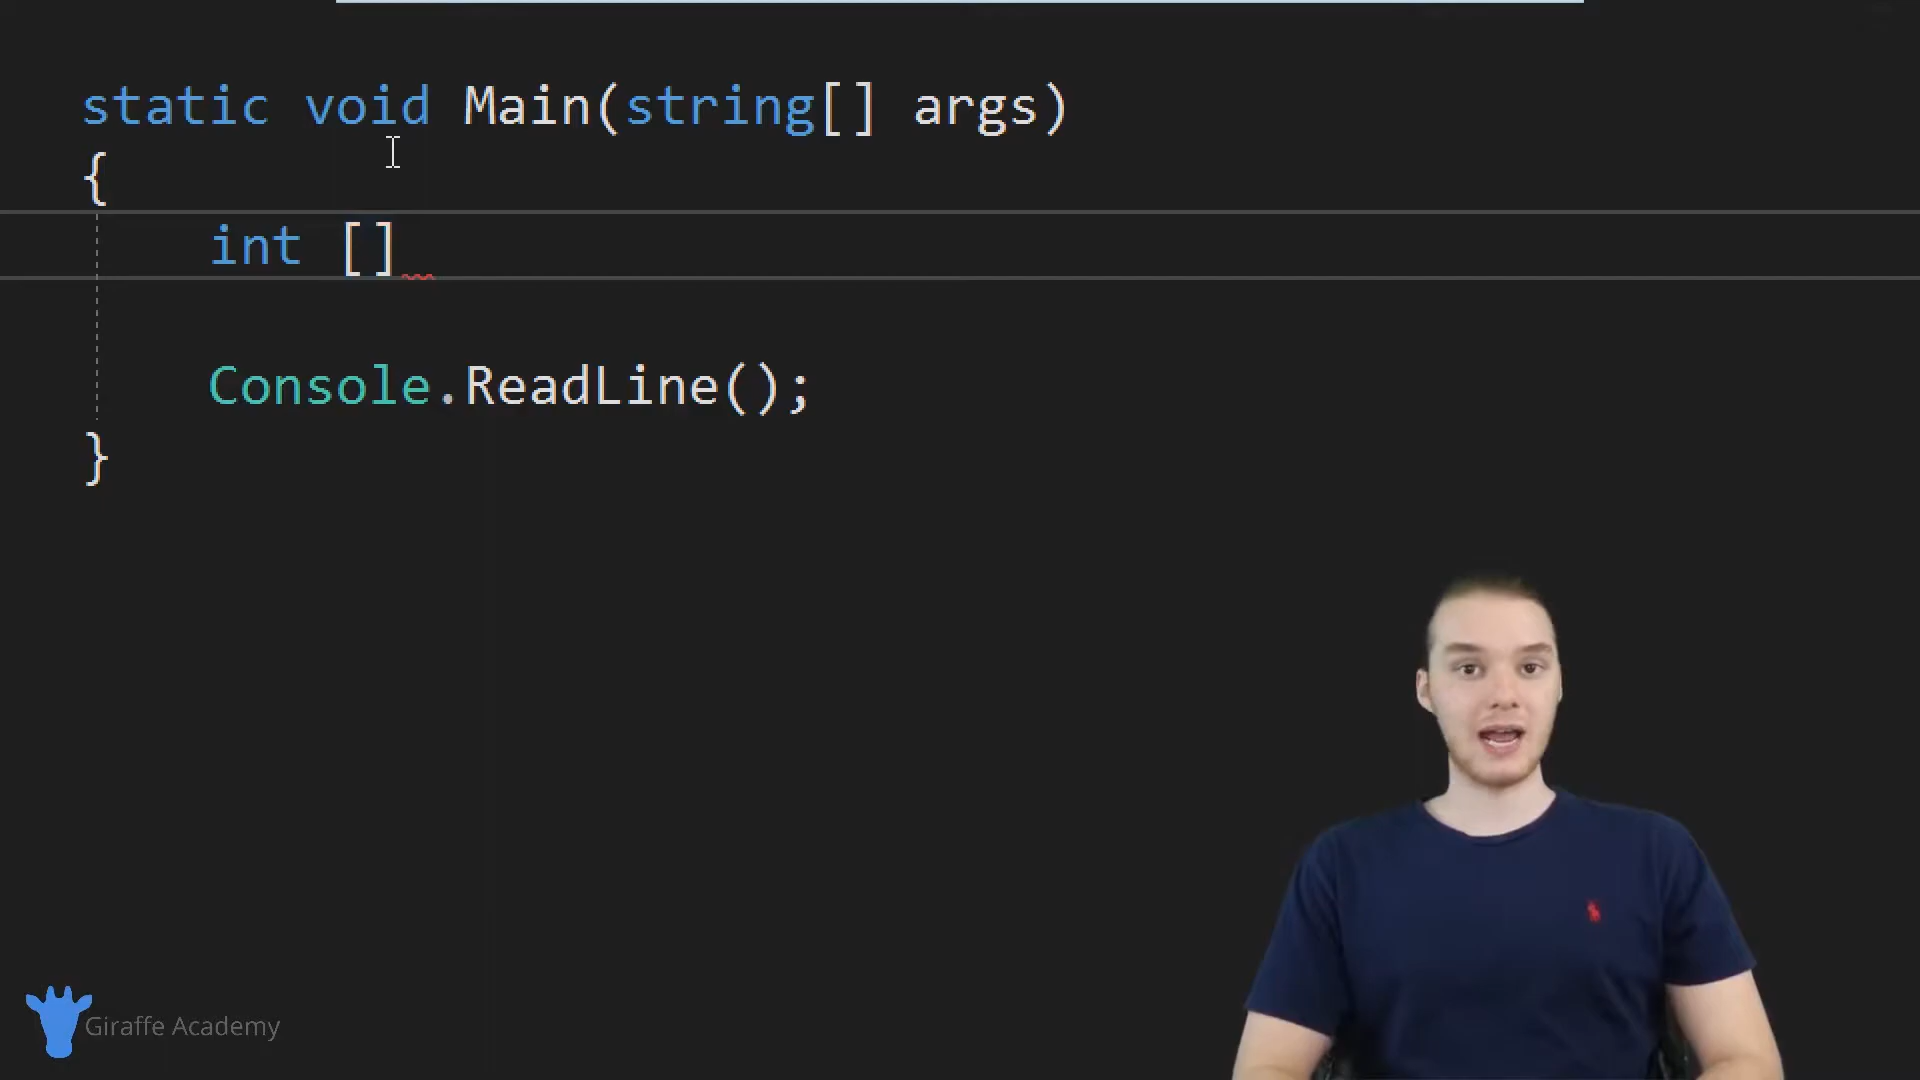 static void Main(string[] args)
{
int []
Console.ReadLine();
}
Giraffe Academy